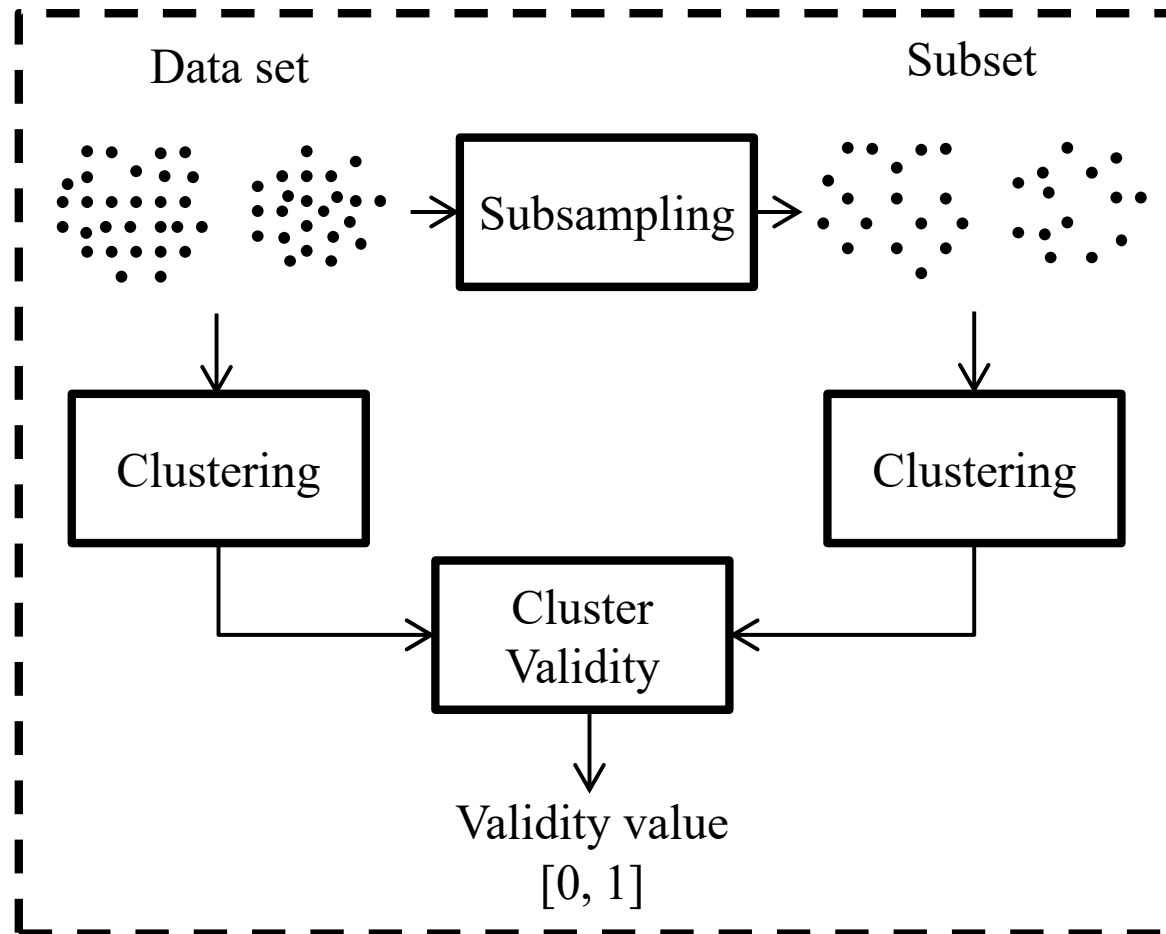 Data set
Subset
Subsampling
Clustering
Clustering
Cluster
Validity
Validity value
[0, 1]